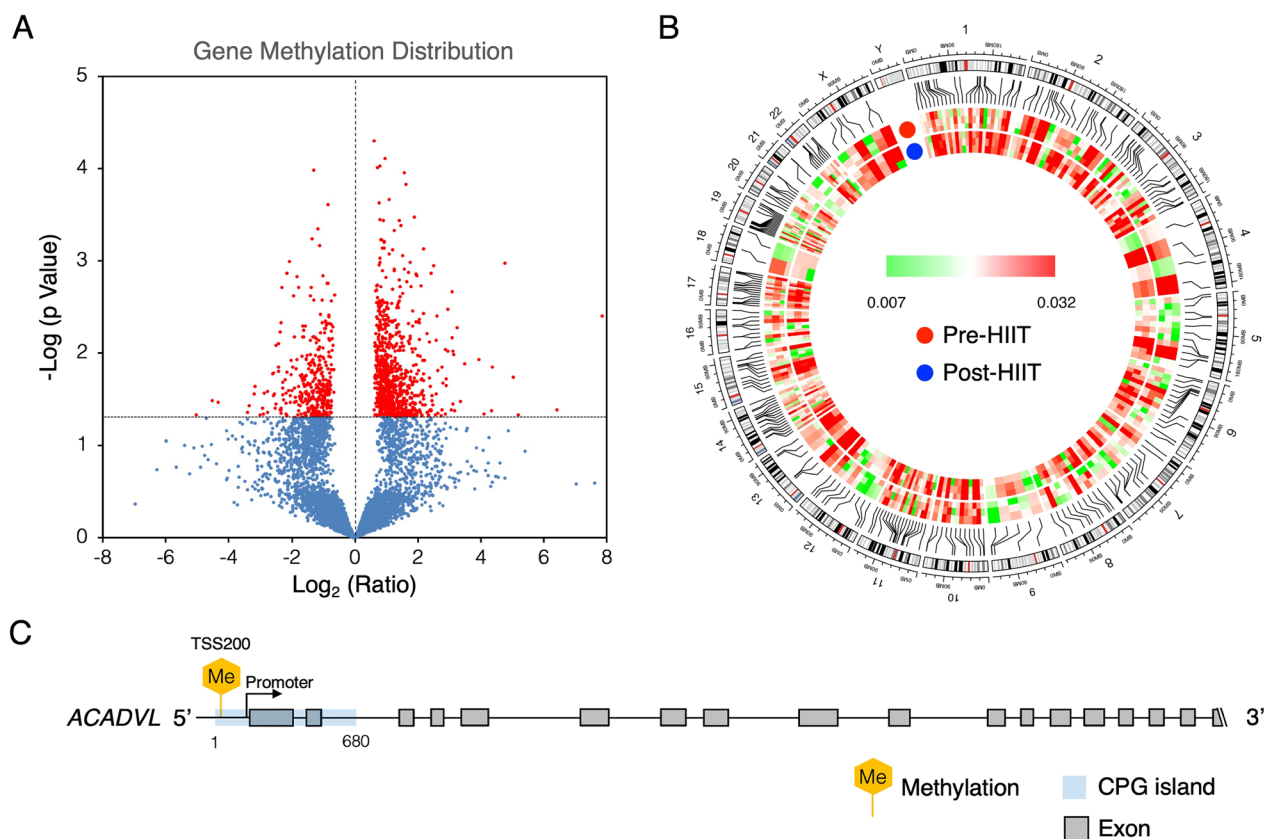 A
Gene Methylation Distribution
5
4
3
2
1
0
-Log (p Value)
-8
-6
-4
-2
0
2
4
6
8
Log2 (Ratio)
B
1
2
3
4
5
6
7
8
9
10
11
12
13
14
15
16
17
18
19
20
21
22
X
Y
0.007
0.032
Pre-HIIT
Post-HIIT
C
TSS200
Me
Promoter
ACADVL 5’
3’
1
680
Me
Methylation
CPG island
Exon